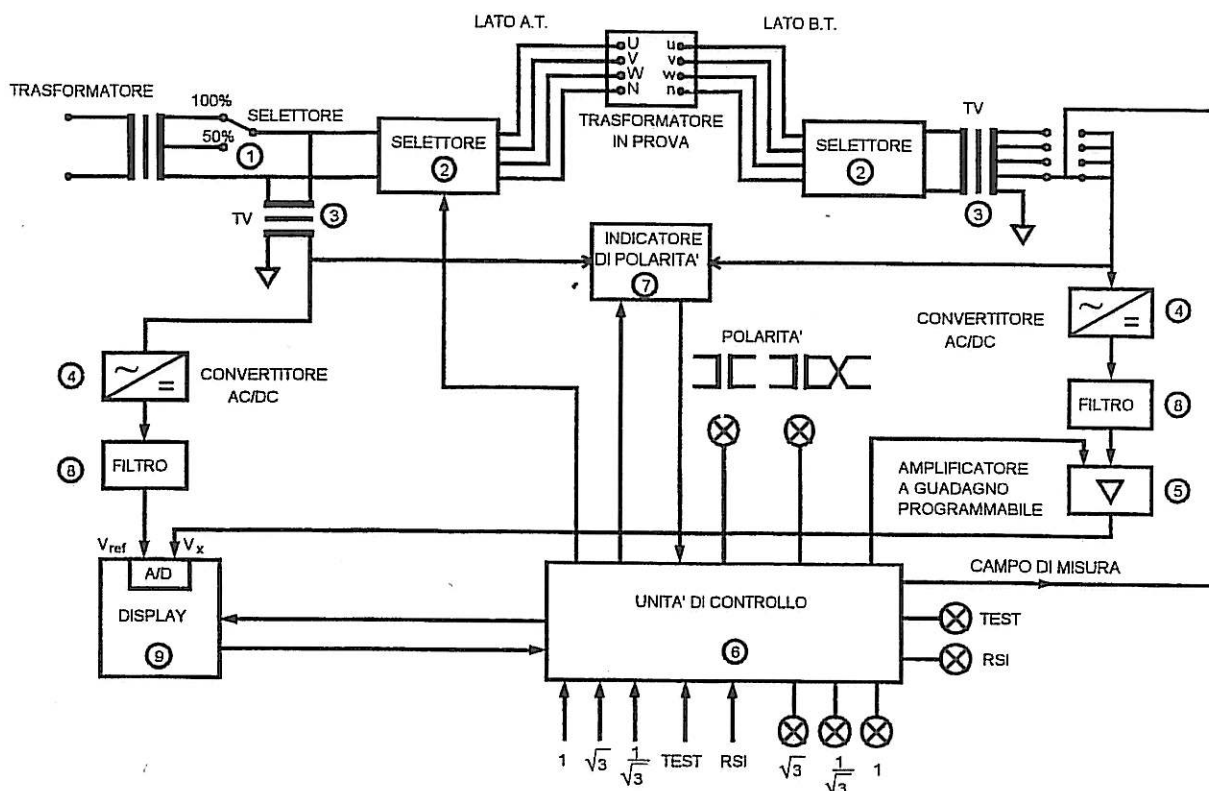 LATO A.T.
LATO B.T.
U
V
W
N
u
v
w
n
TRASFORMATORE
IN PROVA
TRASFORMATORE
100%
50%
SELETTORE
1
SELETTORE
2
SELETTORE
2
TV
3
TV
3
INDICATORE
DI POLARITA'
7
CONVERTITORE
AC/DC
4
CONVERTITORE
AC/DC
4
POLARITA'
FILTRO
8
FILTRO
8
AMPLIFICATORE
A GUADAGNO
PROGRAMMABILE
5
Vref
Vx
A/D
DISPLAY
9
UNITA' DI CONTROLLO
6
CAMPO DI MISURA
TEST
RSI
1
√3
1/√3
TEST
RSI
√3
1/√3
1